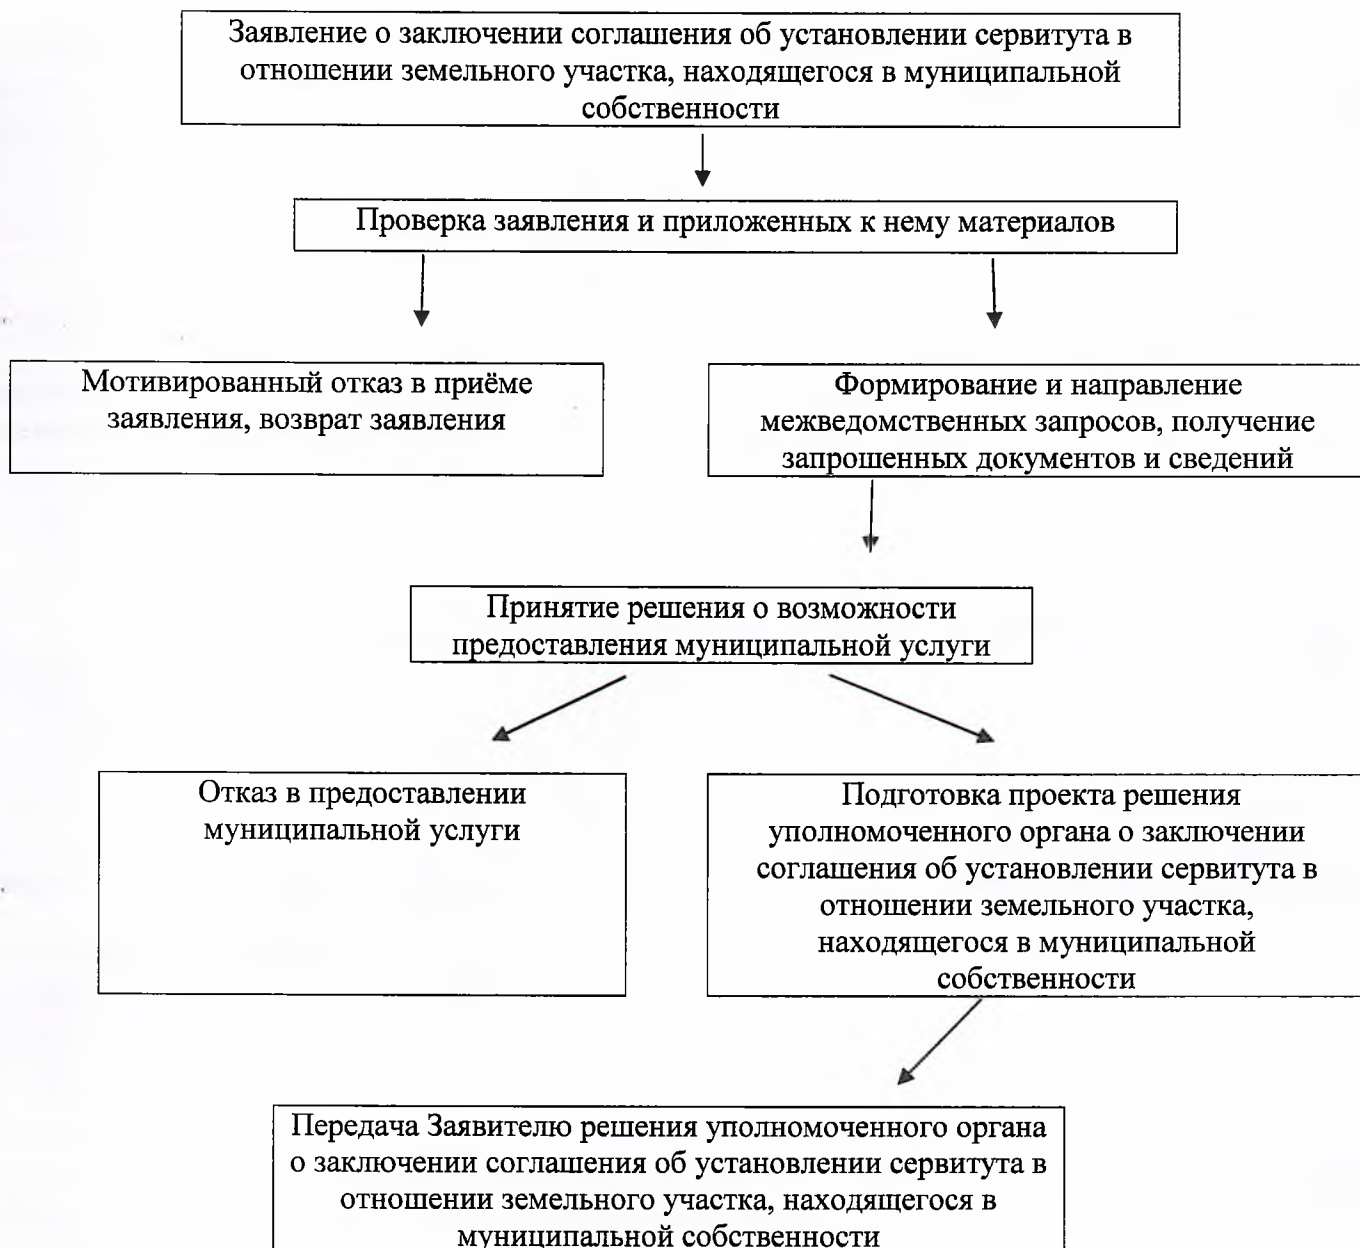 Заявление о заключении соглашения об установлении сервитута в
отношении земельного участка, находящегося в муниципальной
собственности
Проверка заявления и приложенных к нему материалов
Мотивированный отказ в приёме
заявления, возврат заявления
Формирование и направление
межведомственных запросов, получение
запрошенных документов и сведений
Принятие решения о возможности
предоставления муниципальной услуги
Отказ в предоставлении
муниципальной услуги
Подготовка проекта решения
уполномоченного органа о заключении
соглашения об установлении сервитута в
отношении земельного участка,
находящегося в муниципальной
собственности
Передача Заявителю решения уполномоченного органа
о заключении соглашения об установлении сервитута в
отношении земельного участка, находящегося в
муниципальной собственности